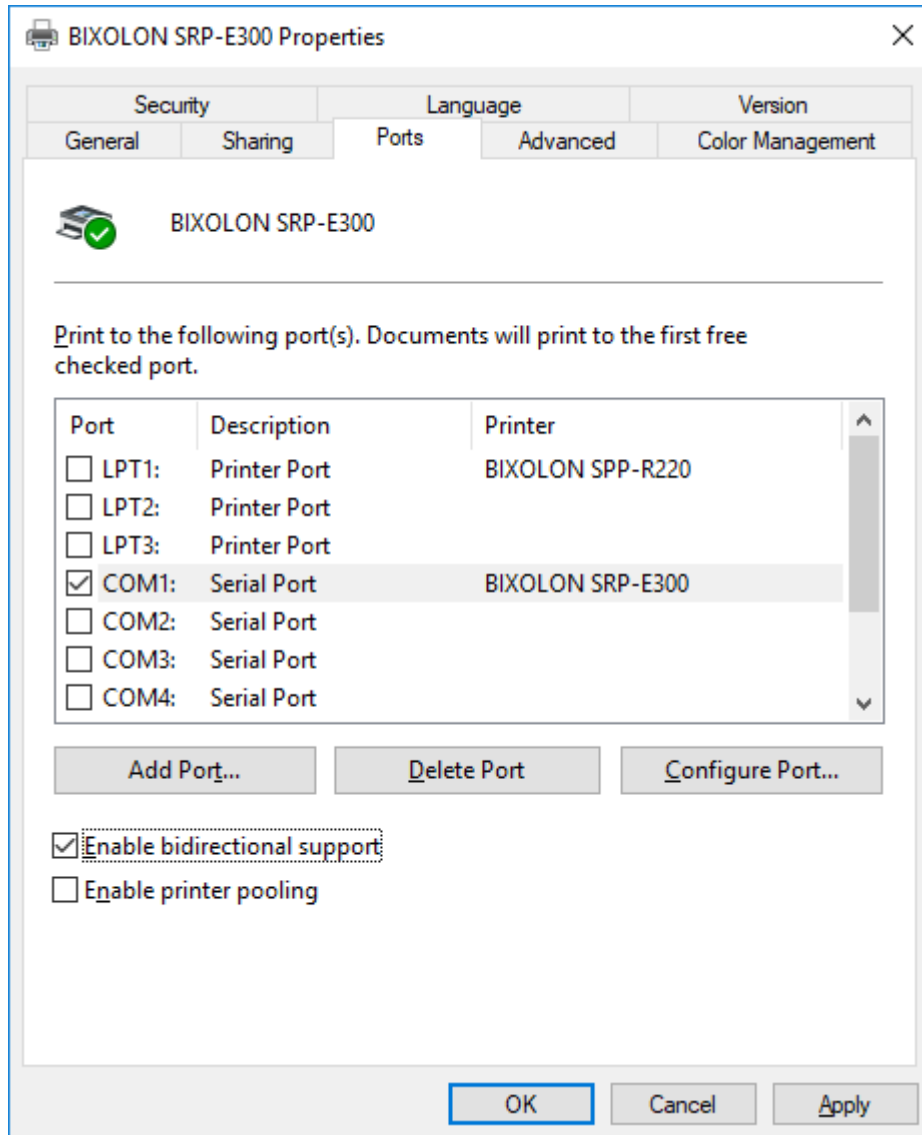 BIXOLON SRP-E300 Properties
Security Language Version
General Sharing Ports Advanced Color Management
BIXOLON SRP-E300
Print to the following port(s). Documents will print to the first free
checked port.
Port Description Printer
LPT1: Printer Port BIXOLON SPP-R220
LPT2: Printer Port
LPT3: Printer Port
COM1: Serial Port BIXOLON SRP-E300
COM2: Serial Port
COM3: Serial Port
COM4: Serial Port
Add Port... Delete Port Configure Port...
Enable bidirectional support
Enable printer pooling
OK Cancel Apply